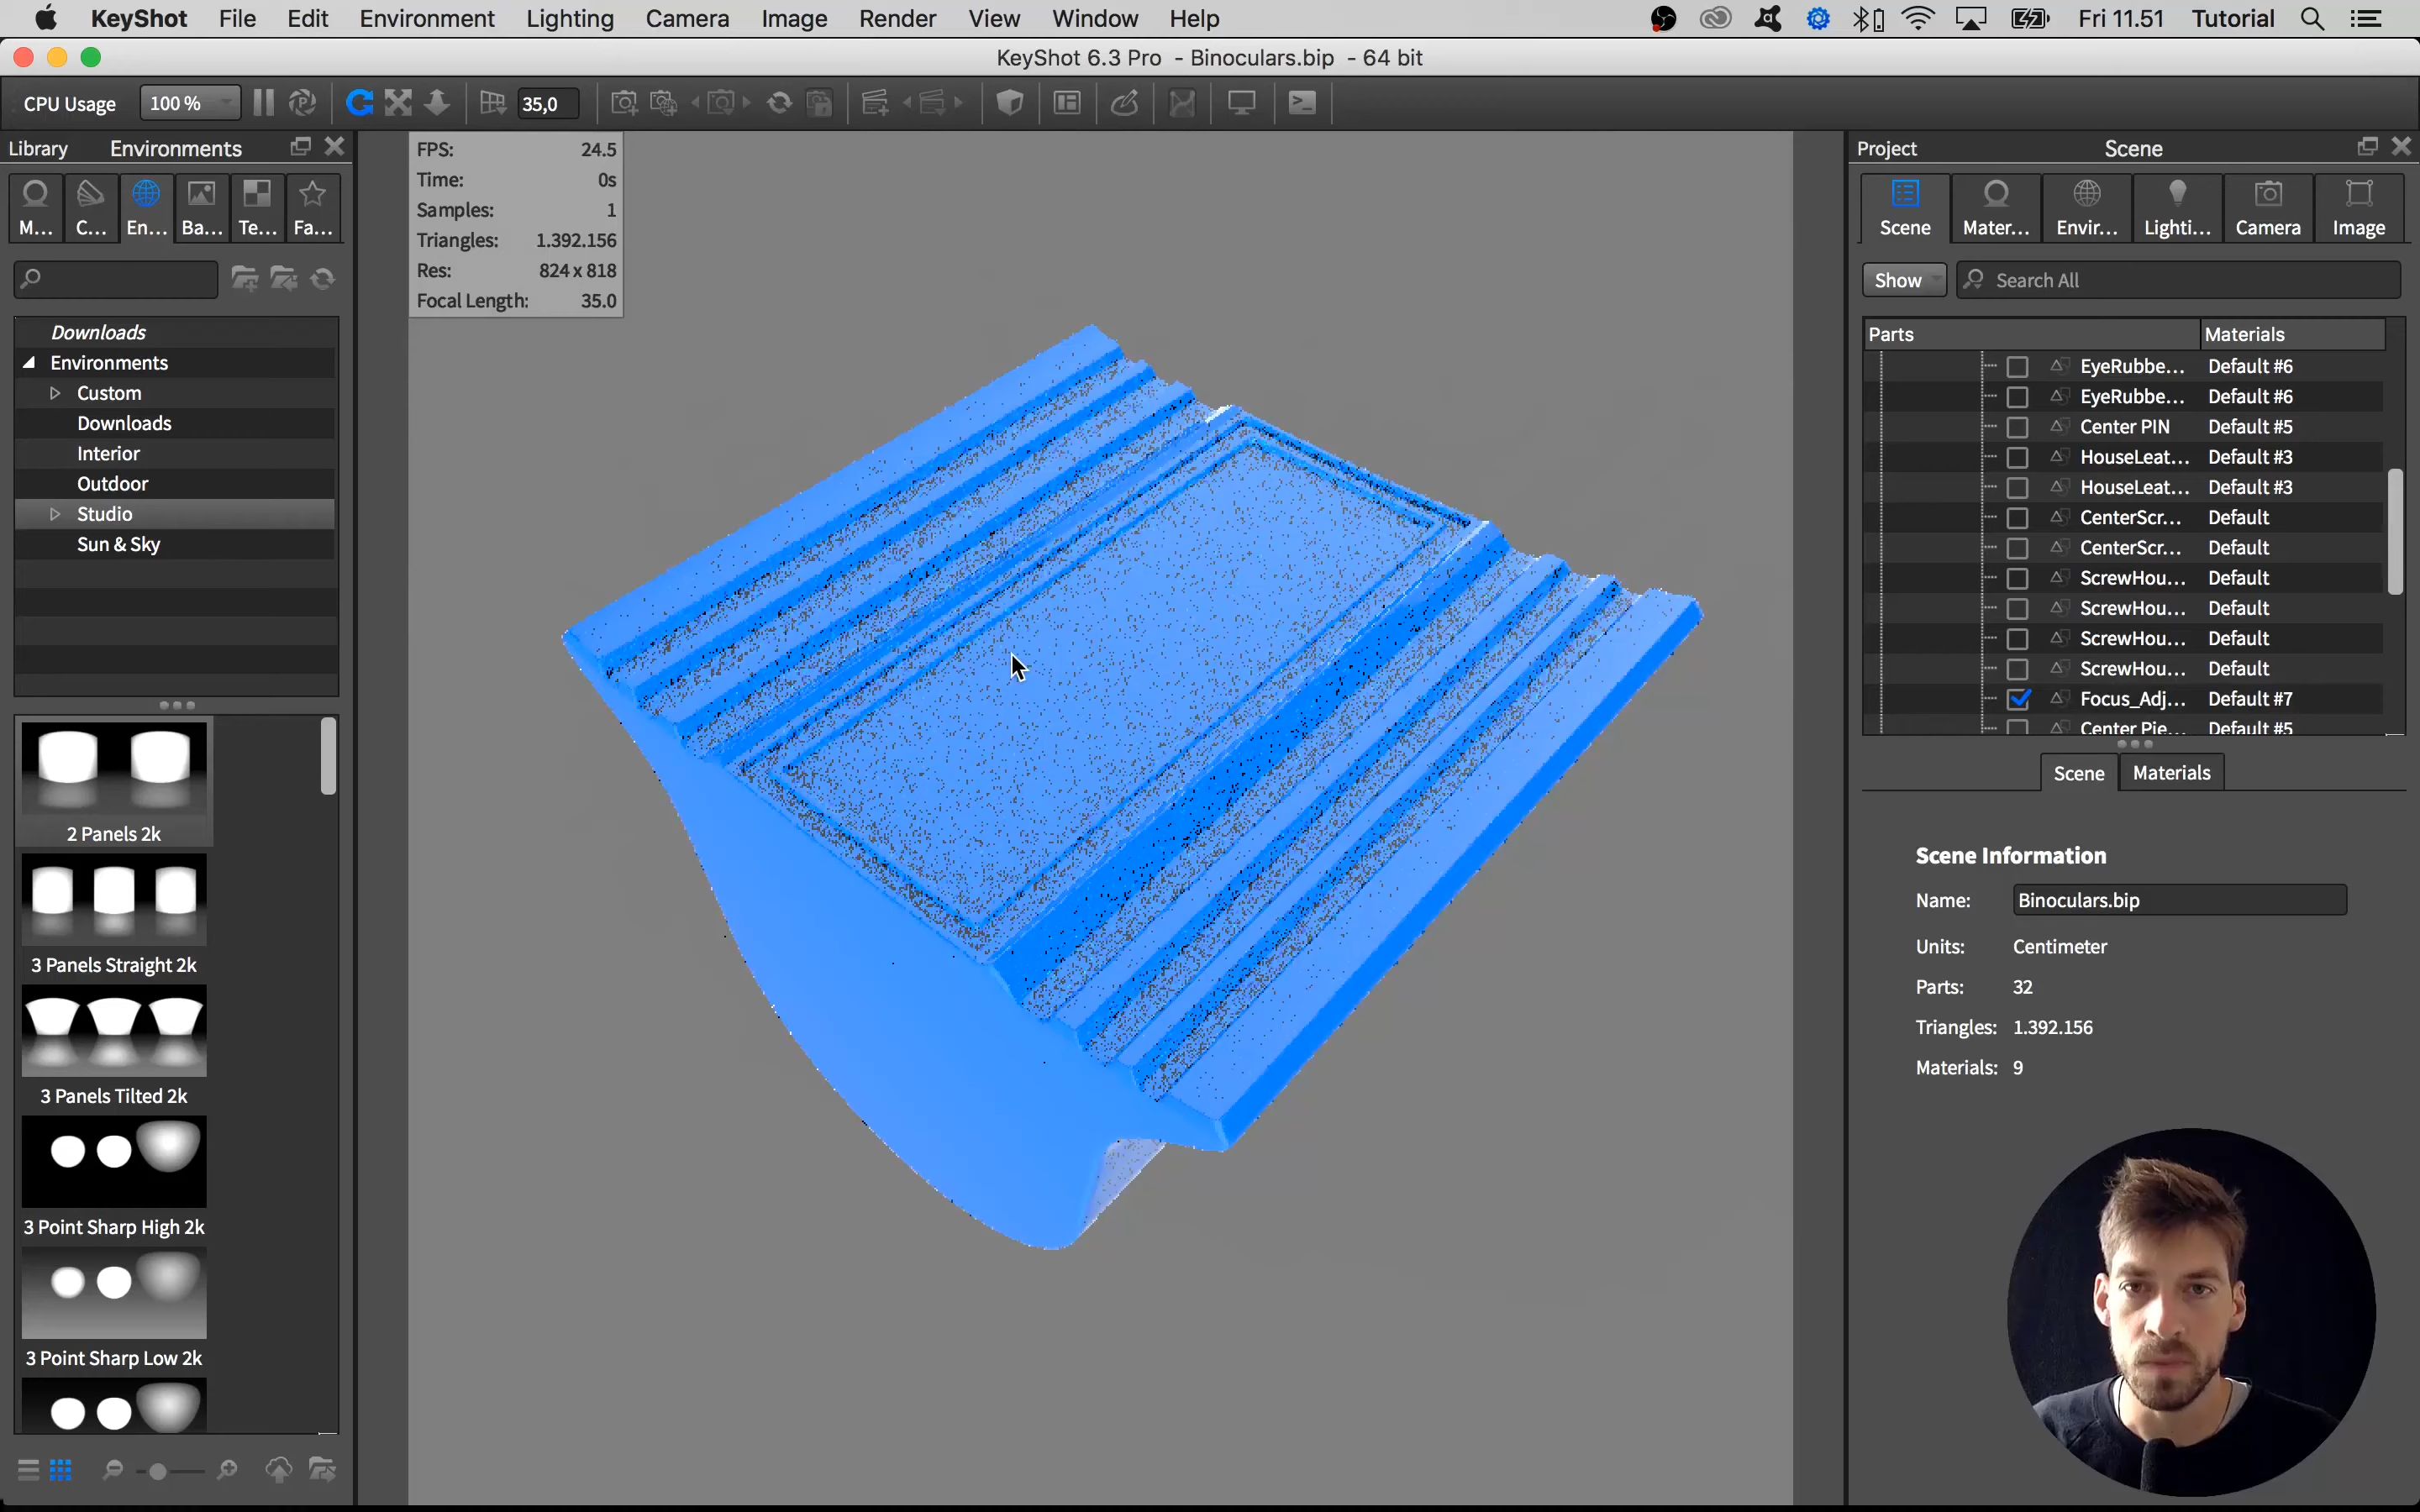 KeyShot File Edit Environment Lighting Camera Image Render View Window Help Fri 11.51 Tutorial
KeyShot 6.3 Pro - Binoculars.bip - 64 bit
CPU Usage 100 % 35,0
Library Environments
M... C... En... Ba... Te... Fa...
Downloads
Environments
Custom
Downloads
Interior
Outdoor
Studio
Sun & Sky
2 Panels 2k
3 Panels Straight 2k
3 Panels Tilted 2k
3 Point Sharp High 2k
3 Point Sharp Low 2k
FPS: 24.5
Time: 0s
Samples: 1
Triangles: 1.392.156
Res: 824 x 818
Focal Length: 35.0
Project Scene
Scene Mater... Envir... Lighti... Camera Image
Show Search All
Parts Materials
EyeRubbe... Default #6
EyeRubbe... Default #6
Center PIN Default #5
HouseLeat... Default #3
HouseLeat... Default #3
CenterScr... Default
CenterScr... Default
ScrewHou... Default
ScrewHou... Default
ScrewHou... Default
ScrewHou... Default
Focus_Adj... Default #7
Center Pie... Default #5
Scene Materials
Scene Information
Name: Binoculars.bip
Units: Centimeter
Parts: 32
Triangles: 1.392.156
Materials: 9